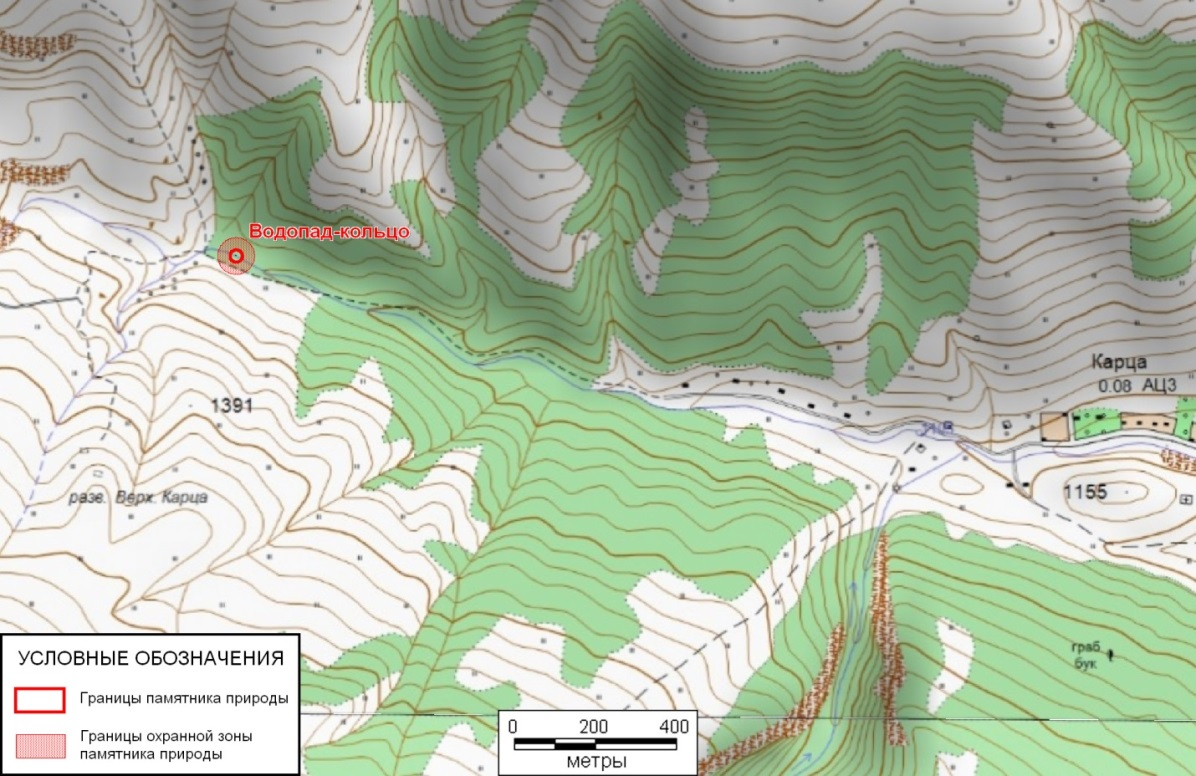 Водопад-кольцо
Карца
0.08 АЦЗ
1391
1155
разв. Верх. Карца
граб
бук
УСЛОВНЫЕ ОБОЗНАЧЕНИЯ
Границы памятника природы
Границы охранной зоны
памятника природы
0 200 400
метры